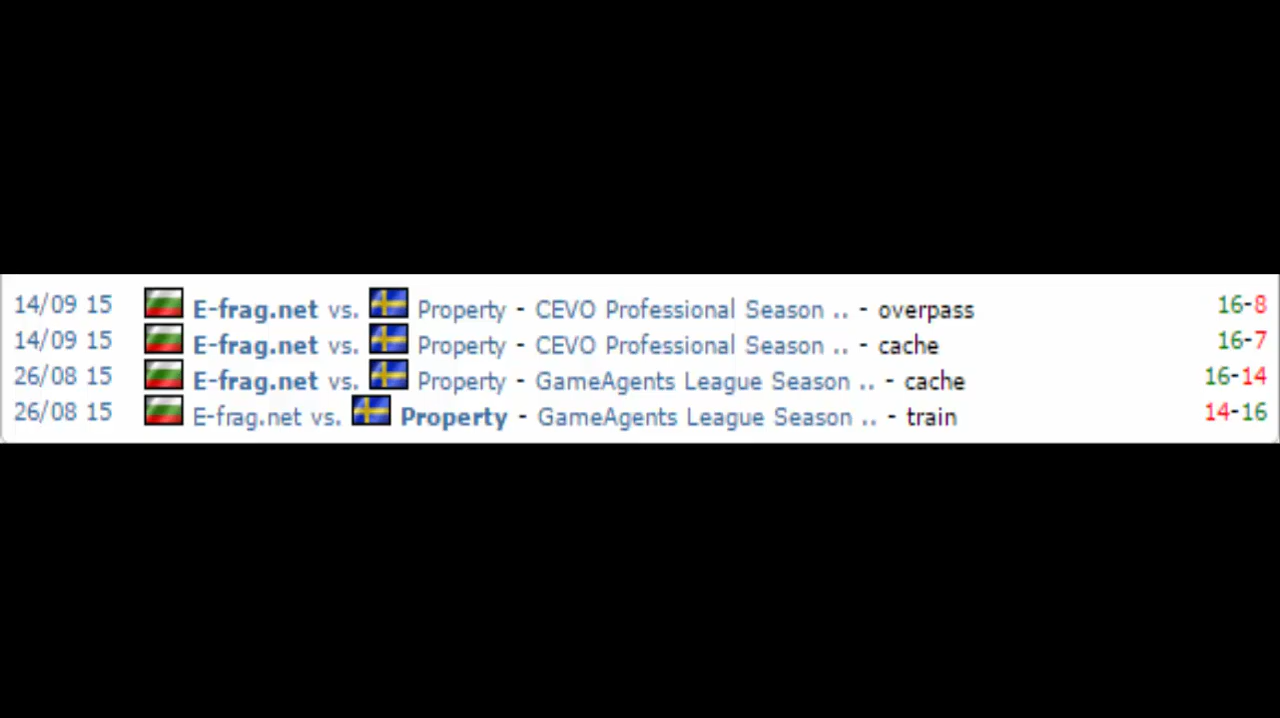 14/09 15 E-frag.net vs. Property - CEVO Professional Season .. - overpass 16-8
14/09 15 E-frag.net vs. Property - CEVO Professional Season .. - cache 16-7
26/08 15 E-frag.net vs. Property - GameAgents League Season .. - cache 16-14
26/08 15 E-frag.net vs. Property - GameAgents League Season .. - train 14-16